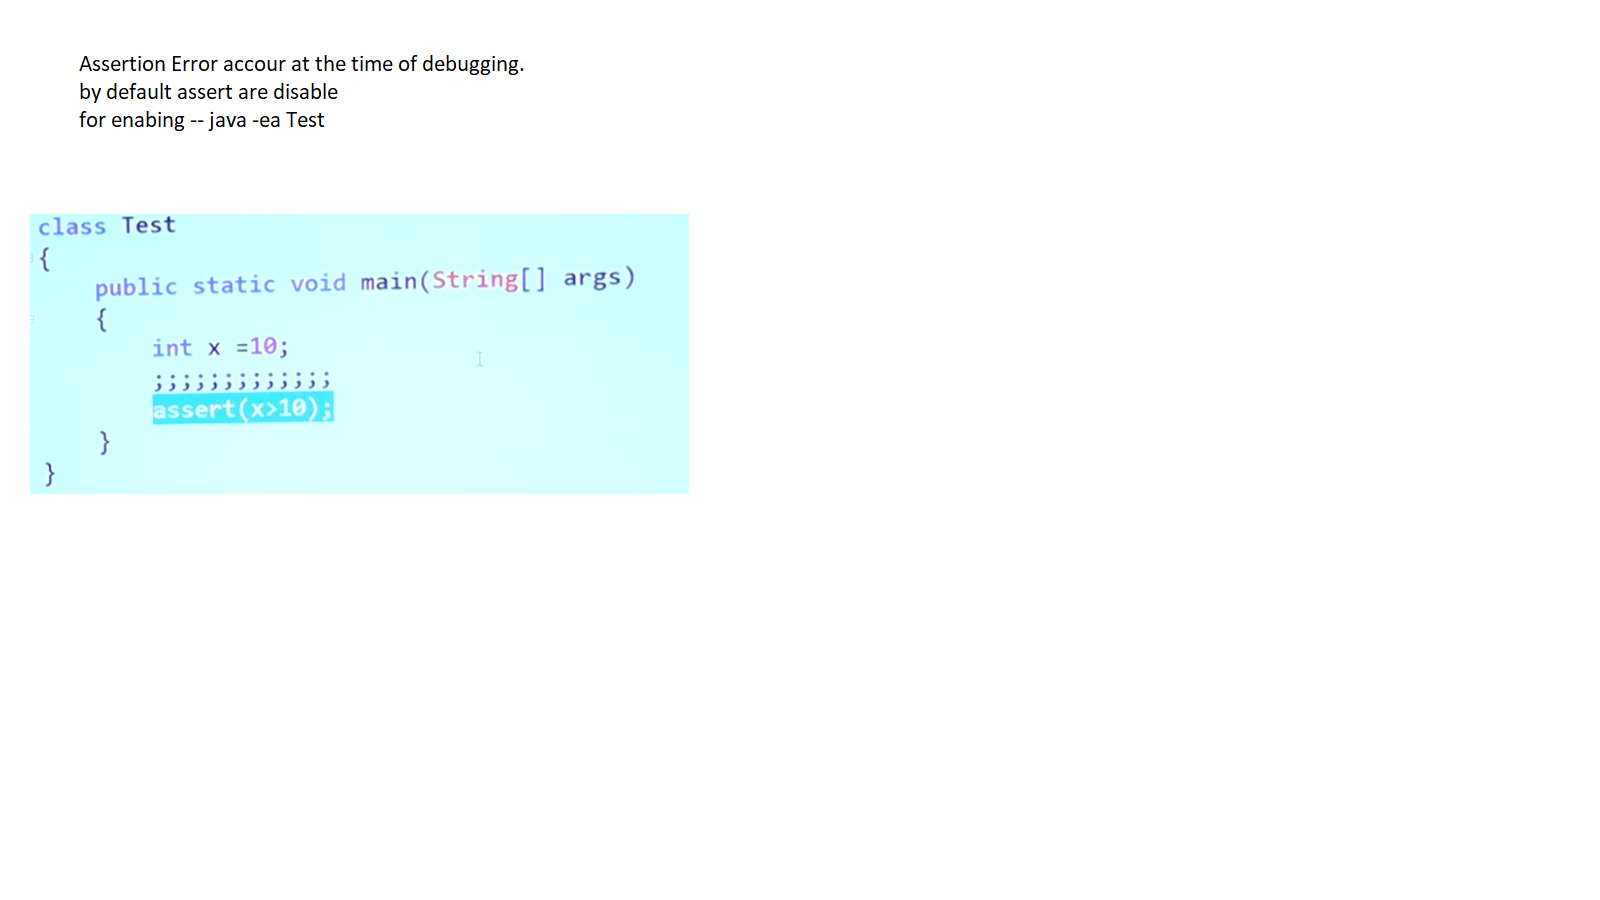 Assertion Error accour at the time of debugging.
by default assert are disable
for enabing -- java -ea Test
class Test
{
public static void main(String[] args)
{
int x =10;
;;;;;;;;;;;;;
assert(x>10);
}
}